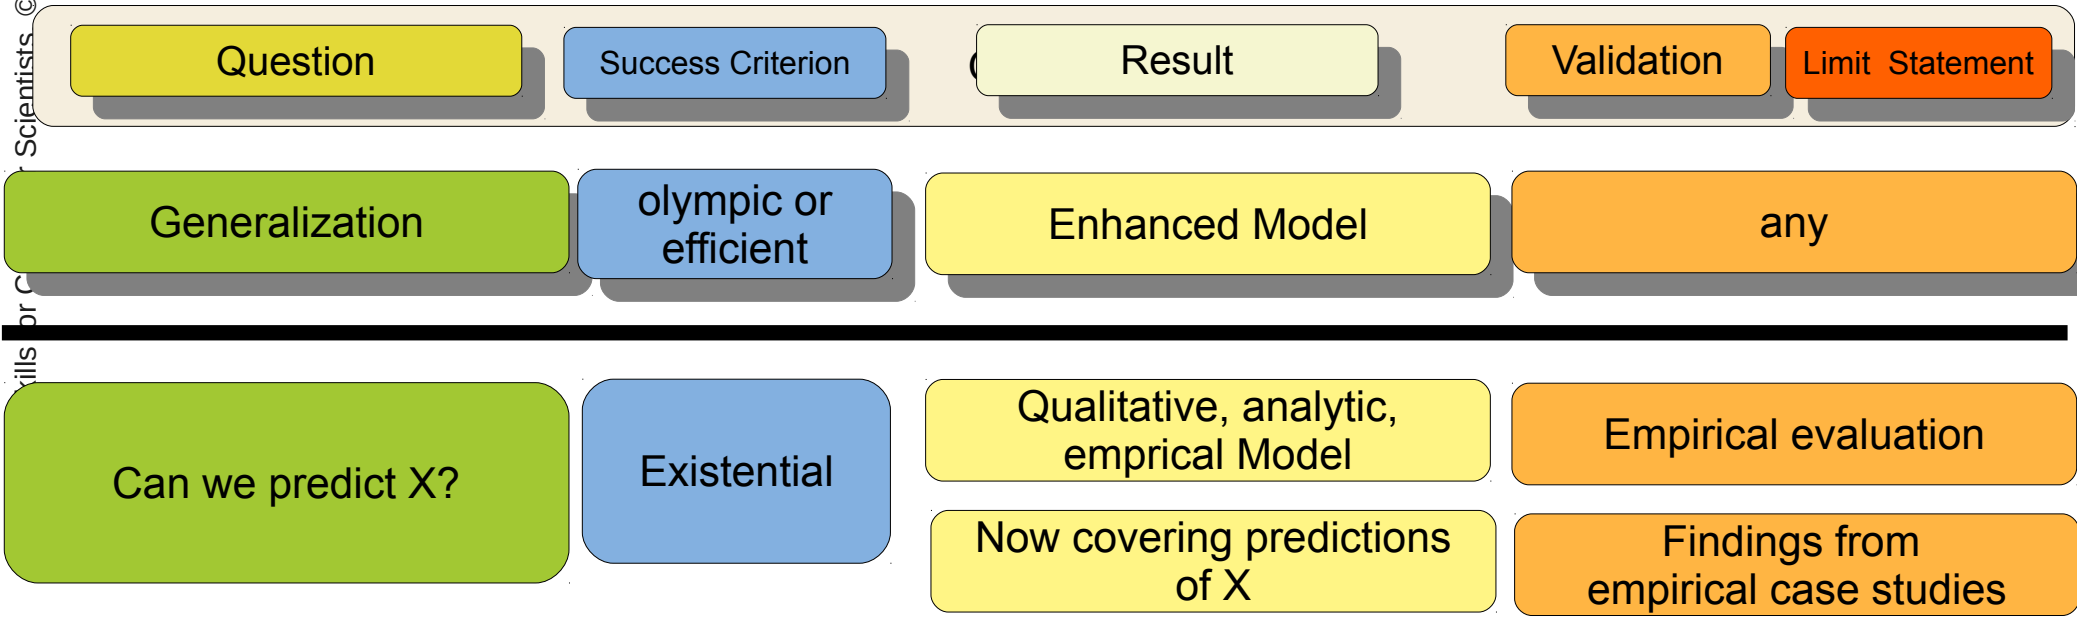 Question
Success Criterion
Result
Validation
Limit  Statement
Generalization
olympic or
efficient
Enhanced Model
any
Can we predict X?
Existential
Qualitative, analytic,
emprical Model
Empirical evaluation
Now covering predictions
of X
Findings from
empirical case studies
Scientists, ©